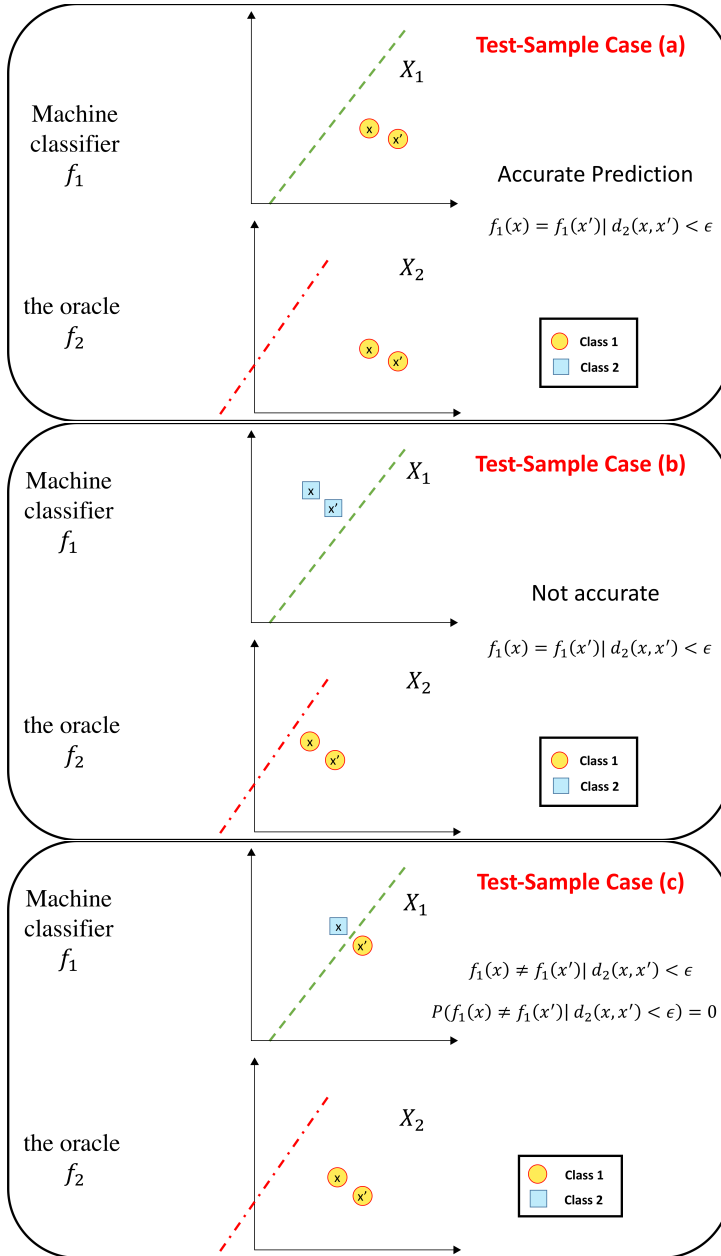 Test-Sample Case (a)
X₁
Machine
classifier
f₁
x
x'
Accurate Prediction
f₁(x) = f₁(x')| d₂(x, x') < ϵ
X₂
the oracle
f₂
x
x'
Class 1
Class 2
Test-Sample Case (b)
X₁
Machine
classifier
f₁
x
x'
Not accurate
f₁(x) = f₁(x')| d₂(x, x') < ϵ
X₂
the oracle
f₂
x
x'
Class 1
Class 2
Test-Sample Case (c)
X₁
Machine
classifier
f₁
x
x'
f₁(x) ≠ f₁(x')| d₂(x, x') < ϵ
P(f₁(x) ≠ f₁(x')| d₂(x, x') < ϵ) = 0
X₂
the oracle
f₂
x
x'
Class 1
Class 2